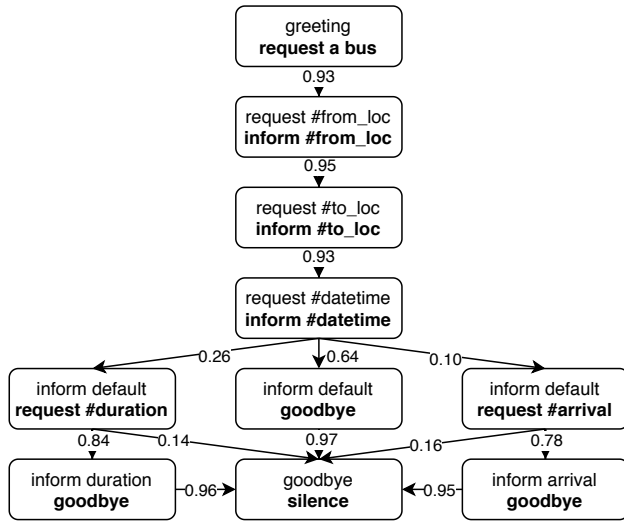 greeting
request a bus
0.93
request #from_loc
inform #from_loc
0.95
request #to_loc
inform #to_loc
0.93
request #datetime
inform #datetime
0.26
0.64
0.10
inform default
request #duration
inform default
goodbye
inform default
request #arrival
0.84
0.14
0.97
0.16
0.78
inform duration
goodbye
0.96
goodbye
silence
0.95
inform arrival
goodbye